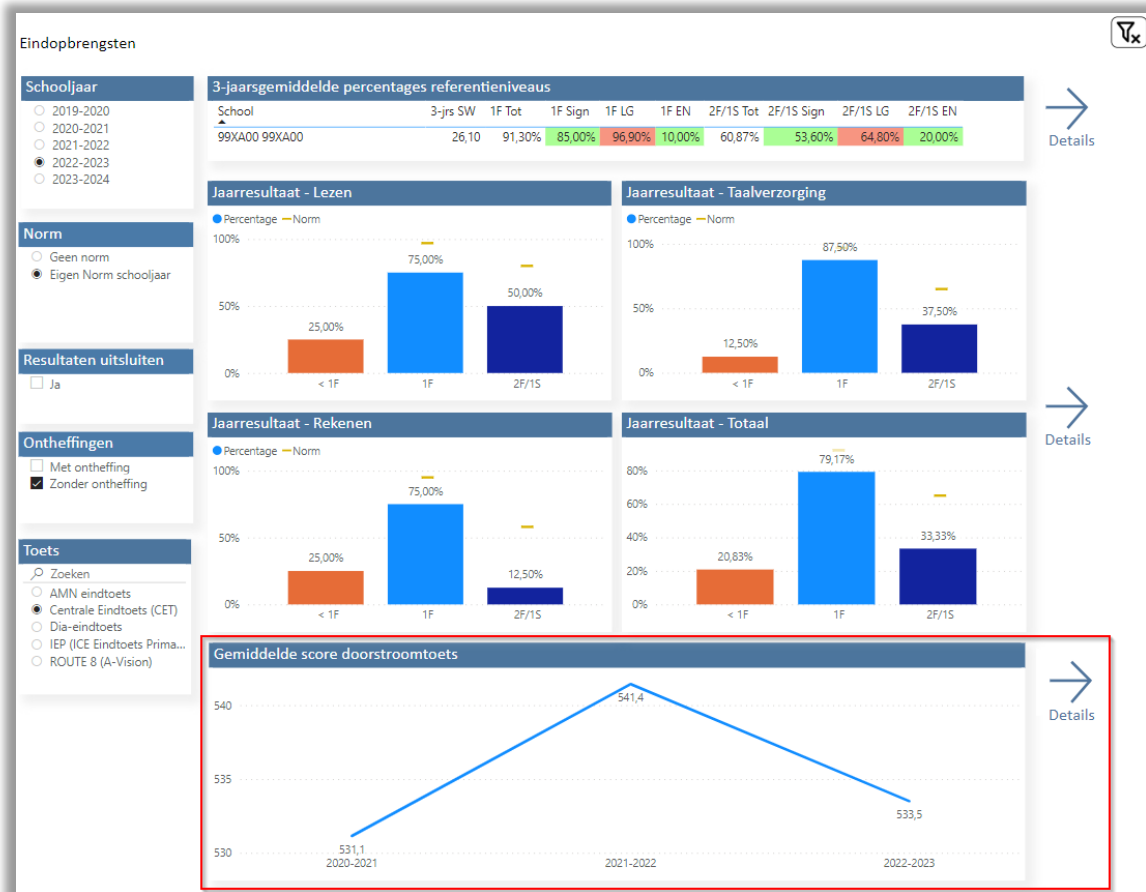 Eindopbrengsten
Schooljaar
2019-2020
2020-2021
2021-2022
2022-2023
2023-2024
Norm
Geen norm
Eigen Norm schooljaar
Resultaten uitsluiten
Ja
Ontheffingen
Met ontheffing
Zonder ontheffing
Toets
Zoeken
AMN eindtoets
Centrale Eindtoets (CET)
Dia-eindtoets
IEP (ICE Eindtoets Prima...
ROUTE 8 (A-Vision)
3-jaarsgemiddelde percentages referentieniveaus
School 3-jrs SW 1F Tot 1F Sign 1F LG 1F EN 2F/1S Tot 2F/1S Sign 2F/1S LG 2F/1S EN
99XA00 99XA00 26,10 91,30% 85,00% 96,90% 10,00% 60,87% 53,60% 64,80% 20,00%
Details
Jaarresultaat - Lezen
Percentage Norm
100%
75,00%
50,00%
50%
25,00%
0%
< 1F 1F 2F/1S
Jaarresultaat - Taalverzorging
Percentage Norm
100%
87,50%
50%
37,50%
12,50%
0%
< 1F 1F 2F/1S
Jaarresultaat - Rekenen
Percentage Norm
100%
75,00%
50%
25,00%
12,50%
0%
< 1F 1F 2F/1S
Jaarresultaat - Totaal
79,17%
80%
60%
40%
33,33%
20,83%
20%
0%
< 1F 1F 2F/1S
Details
Gemiddelde score doorstroomtoets
541,4
540
535
533,5
531,1
530
2020-2021 2021-2022 2022-2023
Details